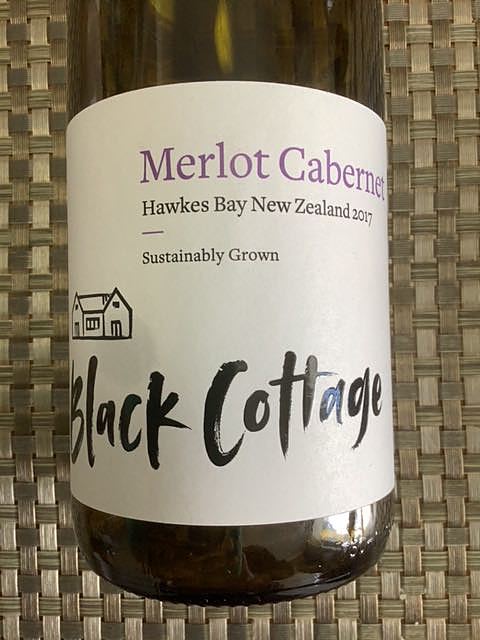 Merlot Cabernet
Hawkes Bay New Zealand 2017
Sustainably Grown
Black Cottage